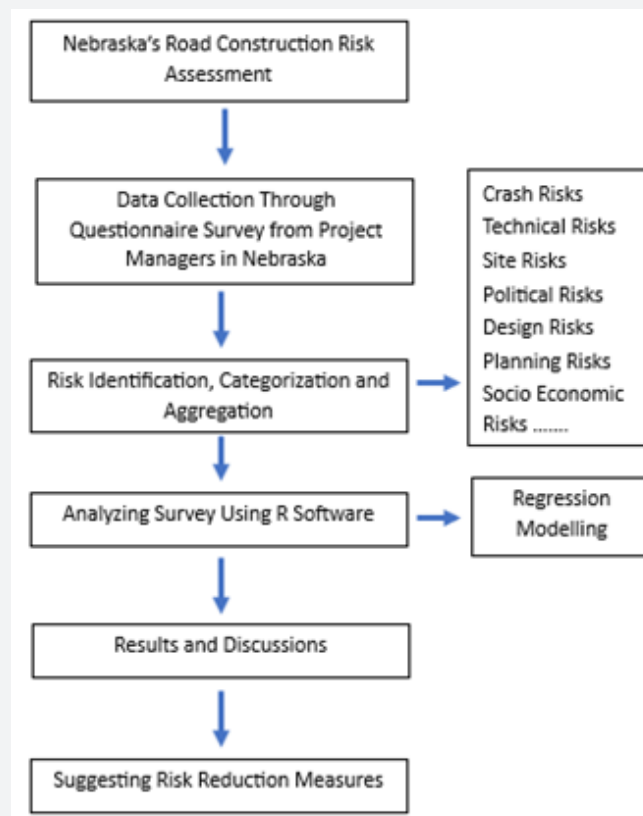 Nebraska's Road Construction Risk
Assessment
Data Collection Through
Questionnaire Survey from Project
Managers in Nebraska
Risk Identification, Categorization and
Aggregation
Crash Risks
Technical Risks
Site Risks
Political Risks
Design Risks
Planning Risks
Socio Economic
Risks .......
Analyzing Survey Using R Software
Regression
Modelling
Results and Discussions
Suggesting Risk Reduction Measures